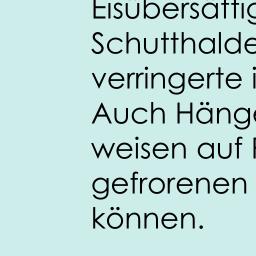 Eisübersättig
Schutthalde
verringerte i
Auch Hänge
weisen auf
gefrorenen
können.